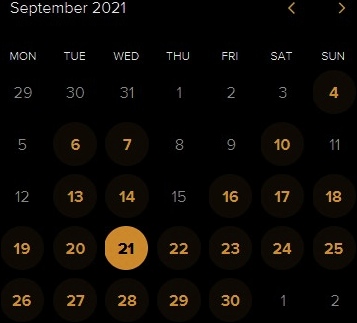 September 2021
MON TUE WED THU FRI SAT SUN
29 30 31 1 2 3 4
5 6 7 8 9 10 11
12 13 14 15 16 17 18
19 20 21 22 23 24 25
26 27 28 29 30 1 2